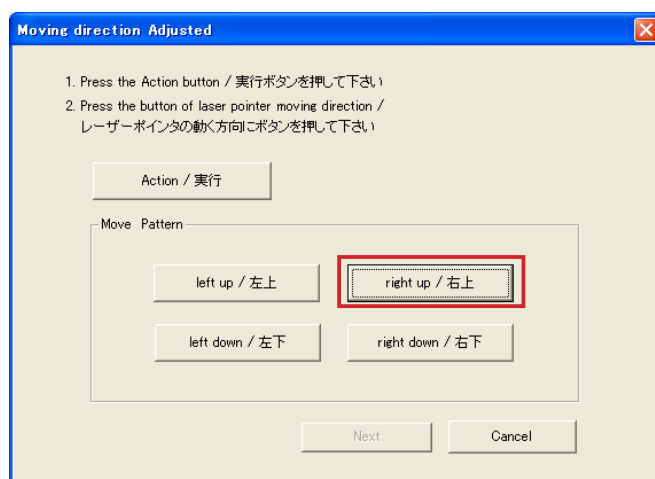 Moving direction Adjusted
1. Press the Action button / 実行ボタンを押して下さい
2. Press the button of laser pointer moving direction /
レーザーポインタの動く方向にボタンを押して下さい
Action / 実行
Move Pattern
left up / 左上
right up / 右上
left down / 左下
right down / 右下
Next
Cancel